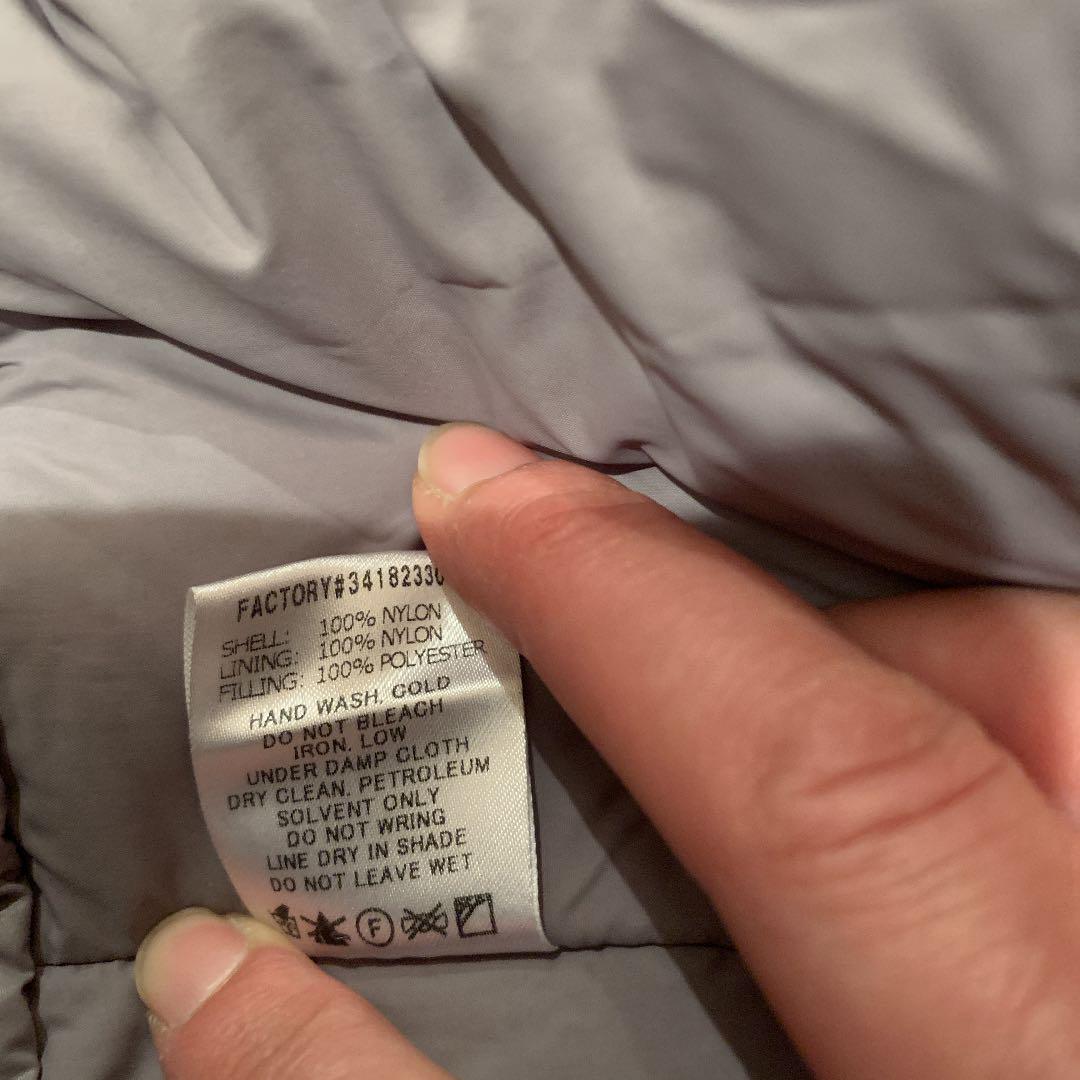 FACTORY#3418233
SHELL: 100% NYLON
LINING: 100% NYLON
FILLING: 100% POLYESTER
HAND WASH, COLD
DO NOT BLEACH
IRON, LOW
UNDER DAMP CLOTH
DRY CLEAN, PETROLEUM
SOLVENT ONLY
DO NOT WRING
LINE DRY IN SHADE
DO NOT LEAVE WET
F